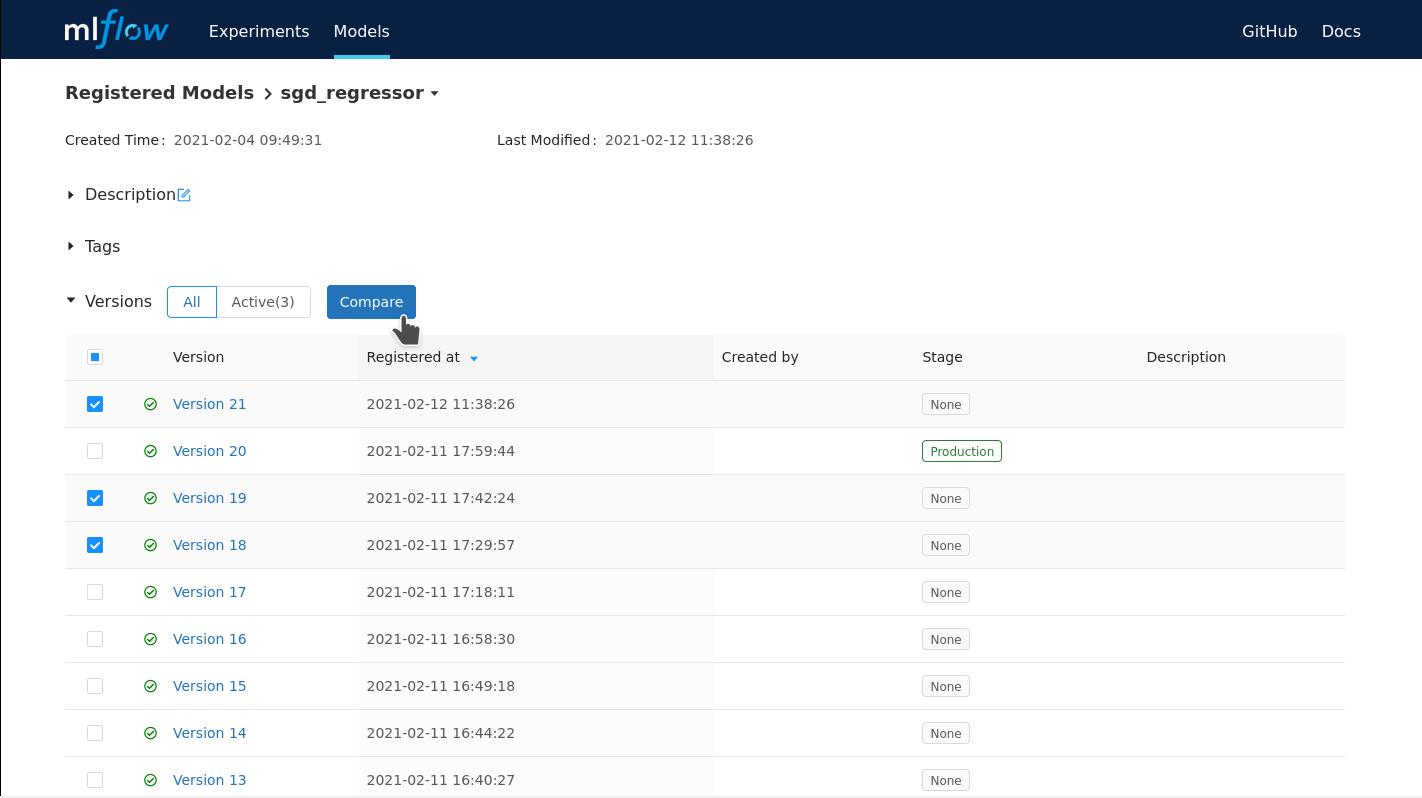 mlflow Experiments Models GitHub Docs
Registered Models > sgd_regressor
Created Time: 2021-02-04 09:49:31 Last Modified: 2021-02-12 11:38:26
Description
Tags
Versions All Active(3) Compare
Version Registered at Created by Stage Description
Version 21 2021-02-12 11:38:26 None
Version 20 2021-02-11 17:59:44 Production
Version 19 2021-02-11 17:42:24 None
Version 18 2021-02-11 17:29:57 None
Version 17 2021-02-11 17:18:11 None
Version 16 2021-02-11 16:58:30 None
Version 15 2021-02-11 16:49:18 None
Version 14 2021-02-11 16:44:22 None
Version 13 2021-02-11 16:40:27 None